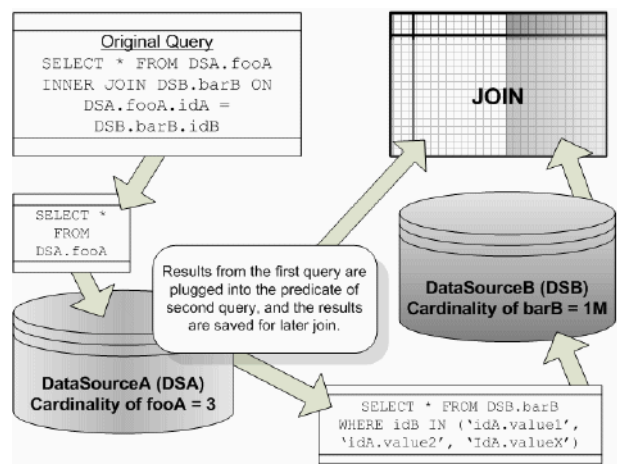 Original Query
SELECT * FROM DSA.fooA
INNER JOIN DSB.barB ON
DSA.fooA.idA =
DSB.barB.idB
JOIN
SELECT *
FROM
DSA.fooA
Results from the first query are
plugged into the predicate of
second query, and the results
are saved for later join.
DataSourceB (DSB)
Cardinality of barB = 1M
DataSourceA (DSA)
Cardinality of fooA = 3
SELECT * FROM DSB.barB
WHERE idB IN (‘idA.value1’,
‘idA.value2’, ‘IdA.valueX’)